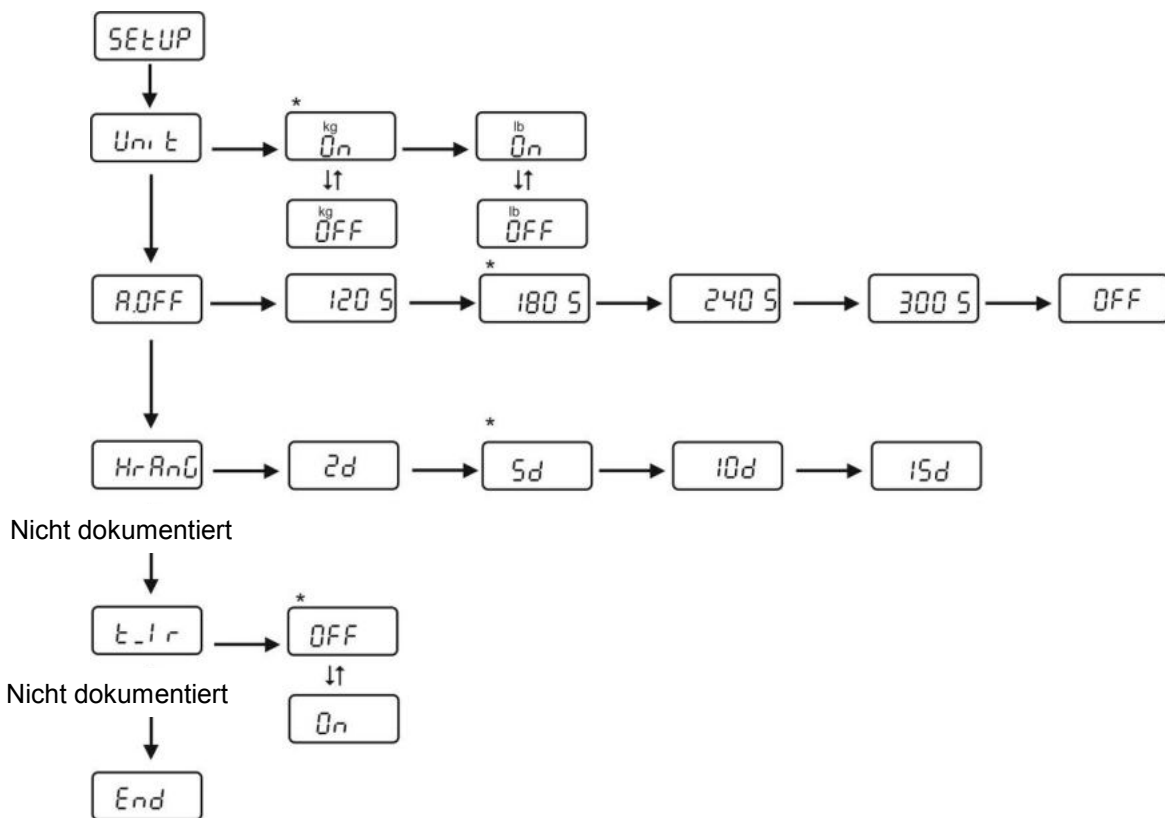 SEtUP
*
Unit
kg
On
lb
On
kg
OFF
lb
OFF
*
A.OFF
120 S
180 S
240 S
300 S
OFF
*
HrAnG
2d
5d
10d
15d
Nicht dokumentiert
*
t_Ir
OFF
Nicht dokumentiert
On
End